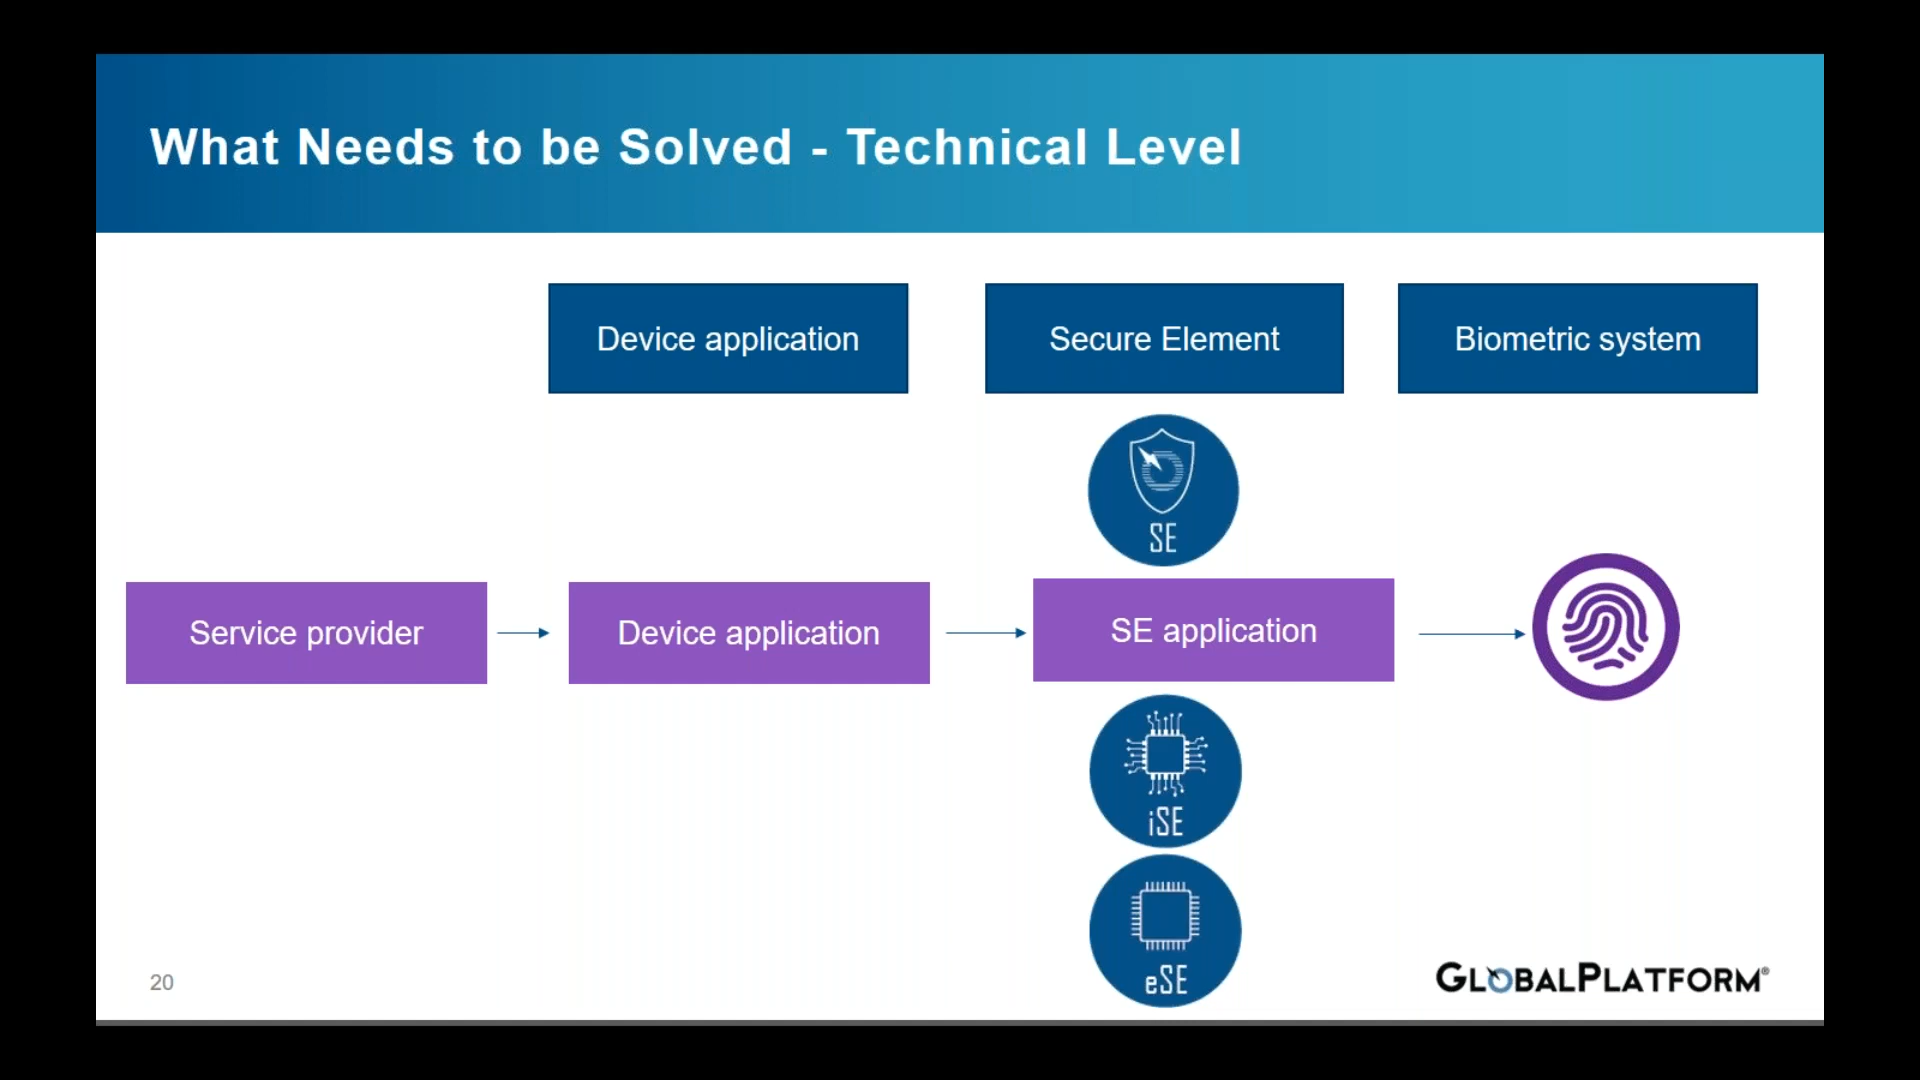 What Needs to be Solved - Technical Level
Device application
Secure Element
Biometric system
SE
Service provider
Device application
SE application
iSE
eSE
20
GLOBALPLATFORM®